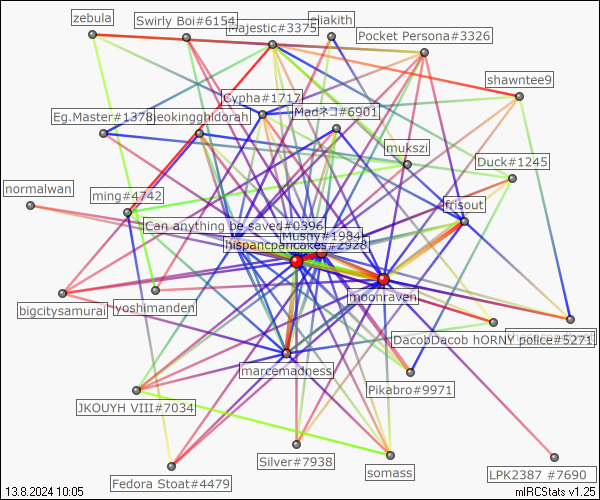 zebula
Swirly Boi#6154
Majestic#3375
eliakith
Pocket Persona#3326
shawntee9
Cypha#1717
Madネコ#6901
Eg.Master#1378
neokingghidorah
mukszi
Duck#1245
normalwan
ming#4742
frisout
Can anything be saved#0396
Mushy#1984
hispancpancakes#2928
moonraven
bigcitysamurai
yoshimanden
DacobDacob hORNY police#5271
marcemadness
Pikabro#9971
JKOUYH VIII#7034
Fedora Stoat#4479
Silver#7938
somass
LPK2387 #7690
13.8.2024 10:05
mIRCStats v1.25